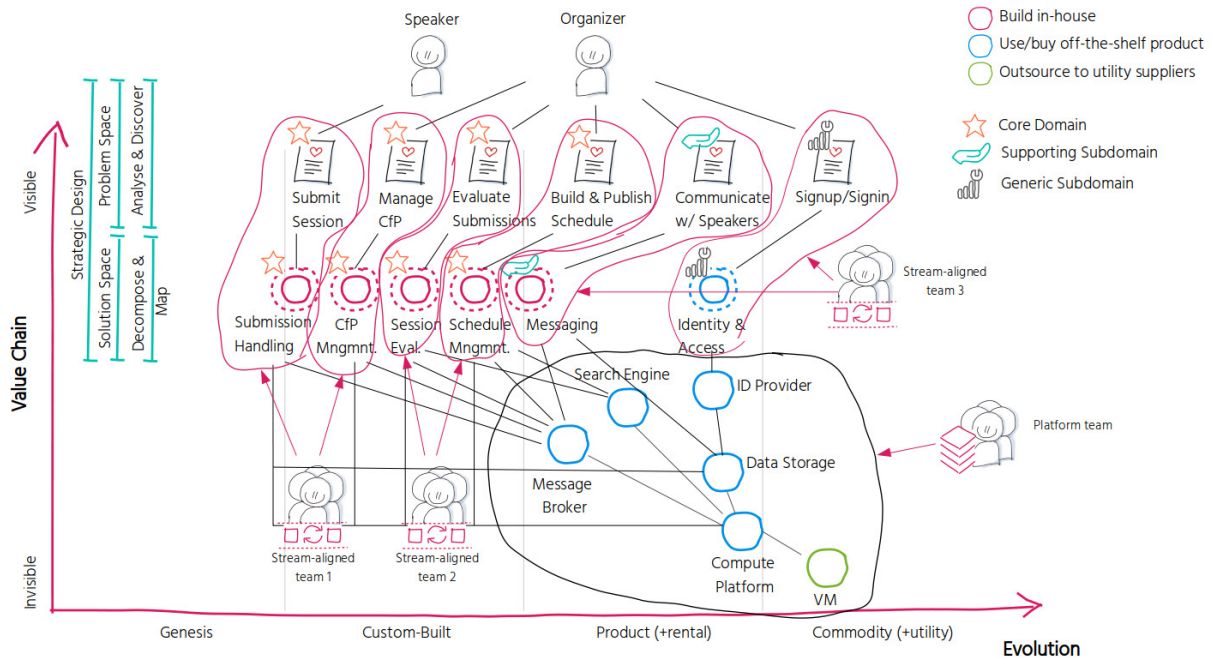 Speaker
Organizer
Build in-house
Use/buy off-the-shelf product
Outsource to utility suppliers
Core Domain
Supporting Subdomain
Generic Subdomain
Value Chain
Visible
Invisible
Strategic Design
Problem Space
Analyse & Discover
Solution Space
Decompose &
Map
Submit
Session
Manage
CfP
Evaluate
Submissions
Build & Publish
Schedule
Communicate
w/ Speakers
Signup/Signin
Submission
Handling
CfP
Mngmnt.
Session
Eval.
Schedule
Mngmnt.
Messaging
Identity &
Access
Stream-aligned
team 3
Search Engine
ID Provider
Platform team
Data Storage
Message
Broker
Stream-aligned
team 1
Stream-aligned
team 2
Compute
Platform
VM
Genesis
Custom-Built
Product (+rental)
Commodity (+utility)
Evolution